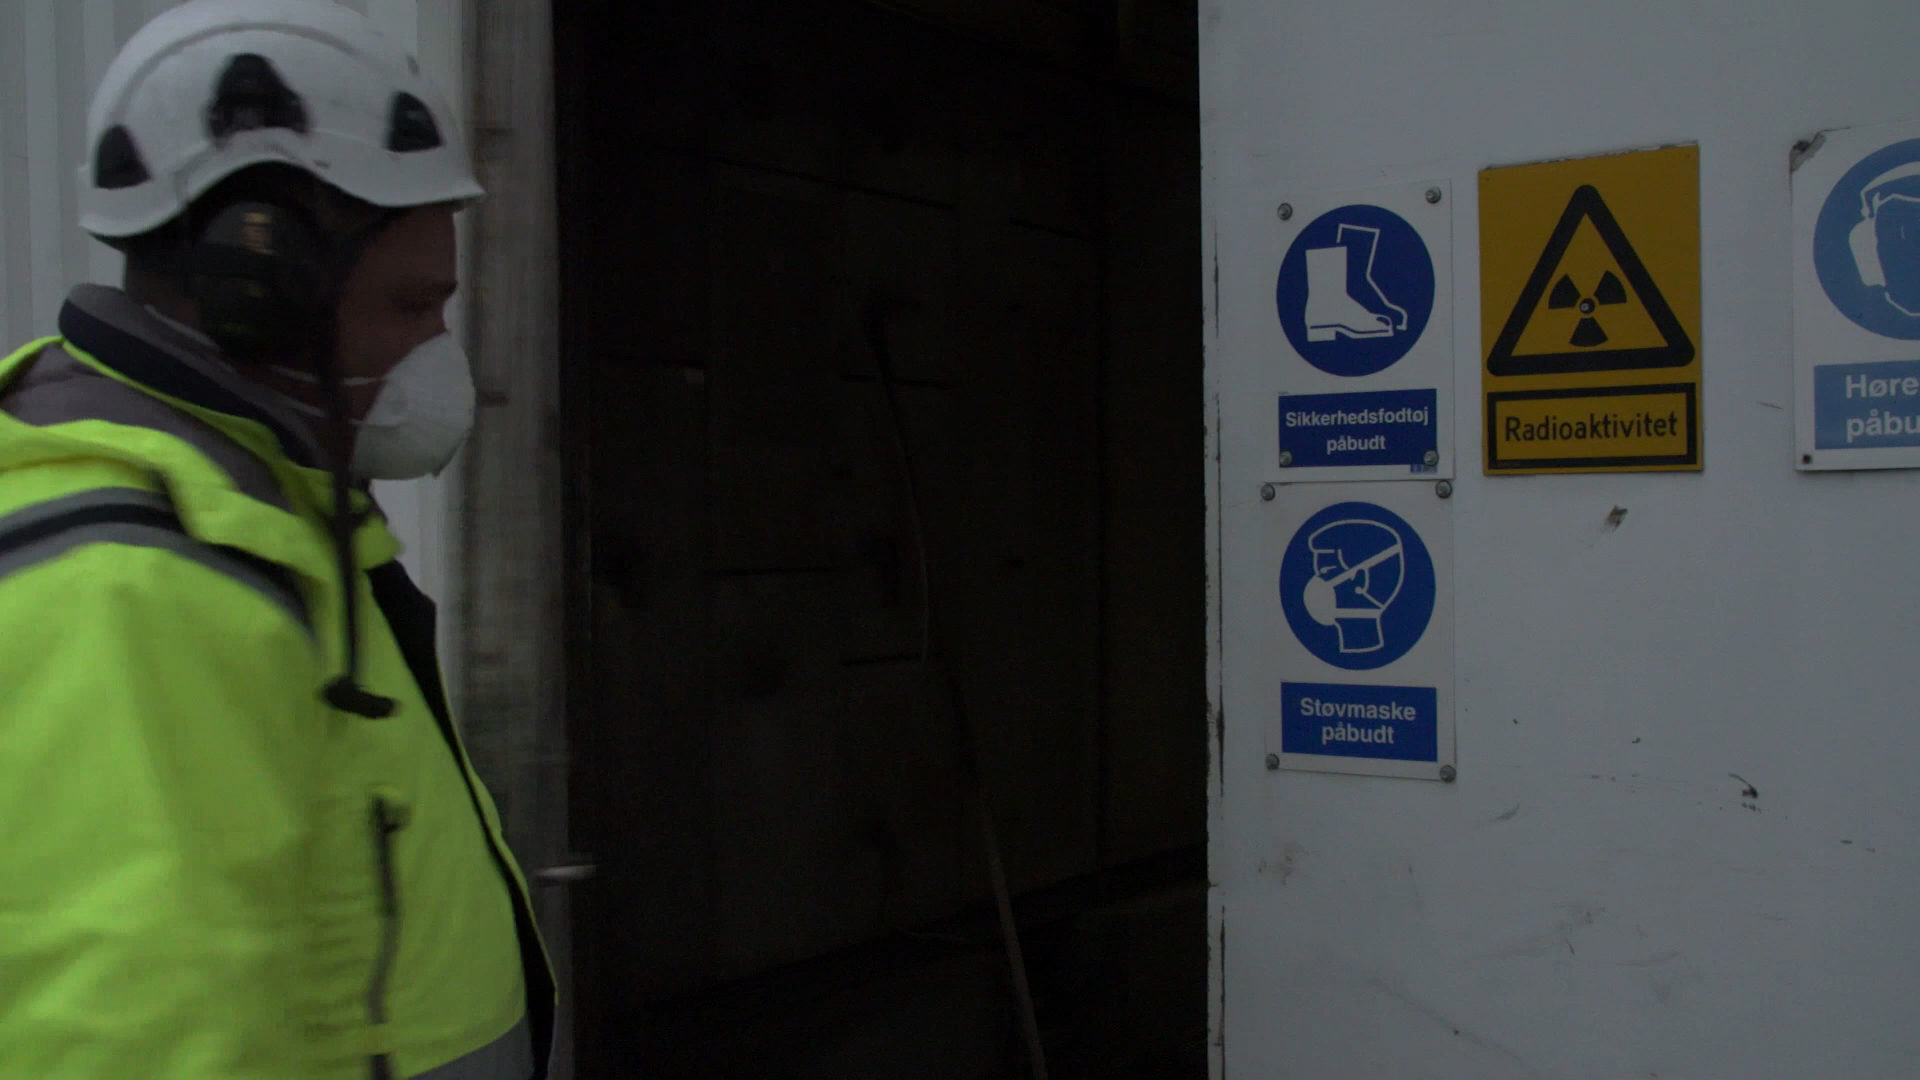 Sikkerhedsfodtøj
påbudt
Radioaktivitet
Støvmaske
påbudt
Høre
påbu